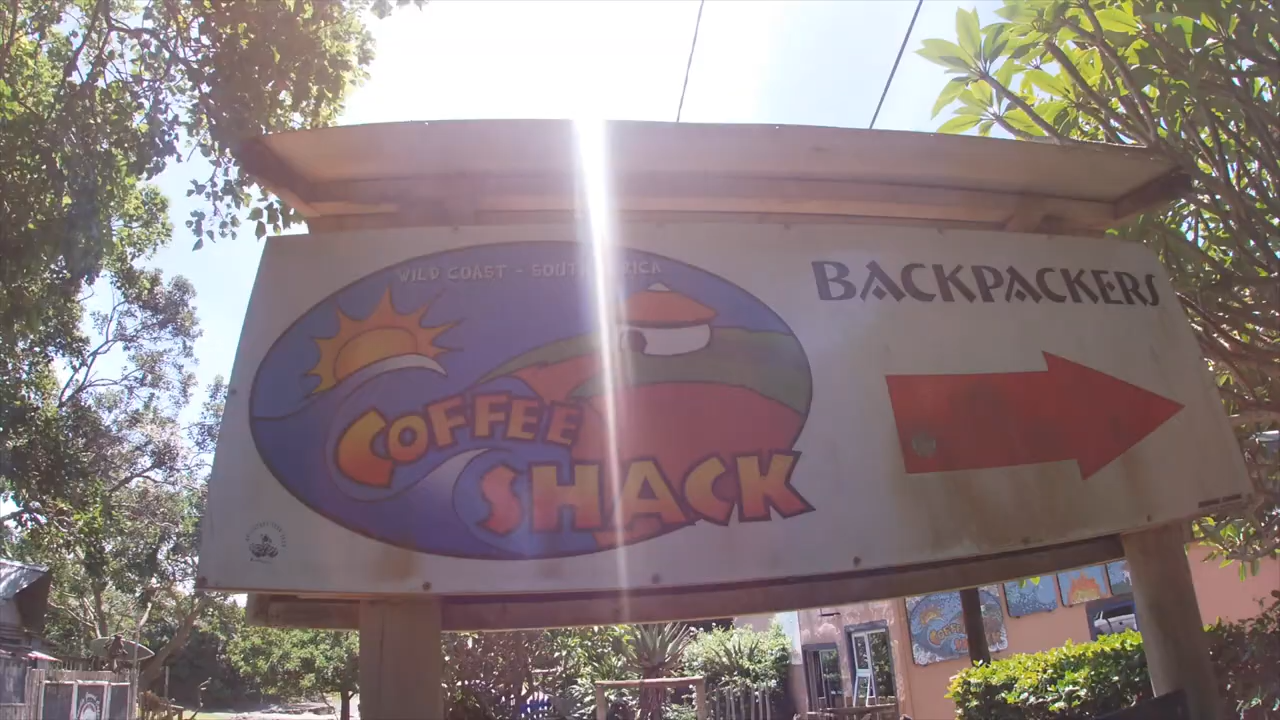 WILD COAST - SOUTH AFRICA
BACKPACKERS
COFFEE
SHACK